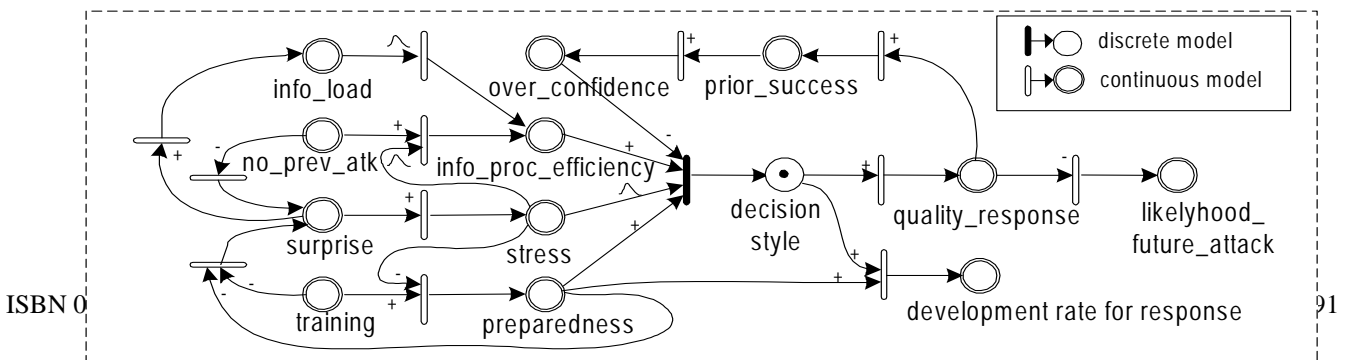 discrete model
continuous model
info_load
over_confidence
prior_success
no_prev_atk
info_proc_efficiency
surprise
stress
decision
style
quality_response
likelyhood_
future_attack
training
preparedness
development rate for response
ISBN 0
91
+
+
-
+
-
+
-
+
+
+
+
-
+
-
-
-
+
+
+